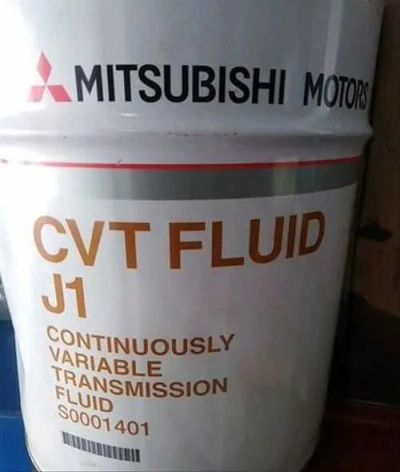 MITSUBISHI MOTORS
CVT FLUID
J1
CONTINUOUSLY
VARIABLE
TRANSMISSION
FLUID
S0001401